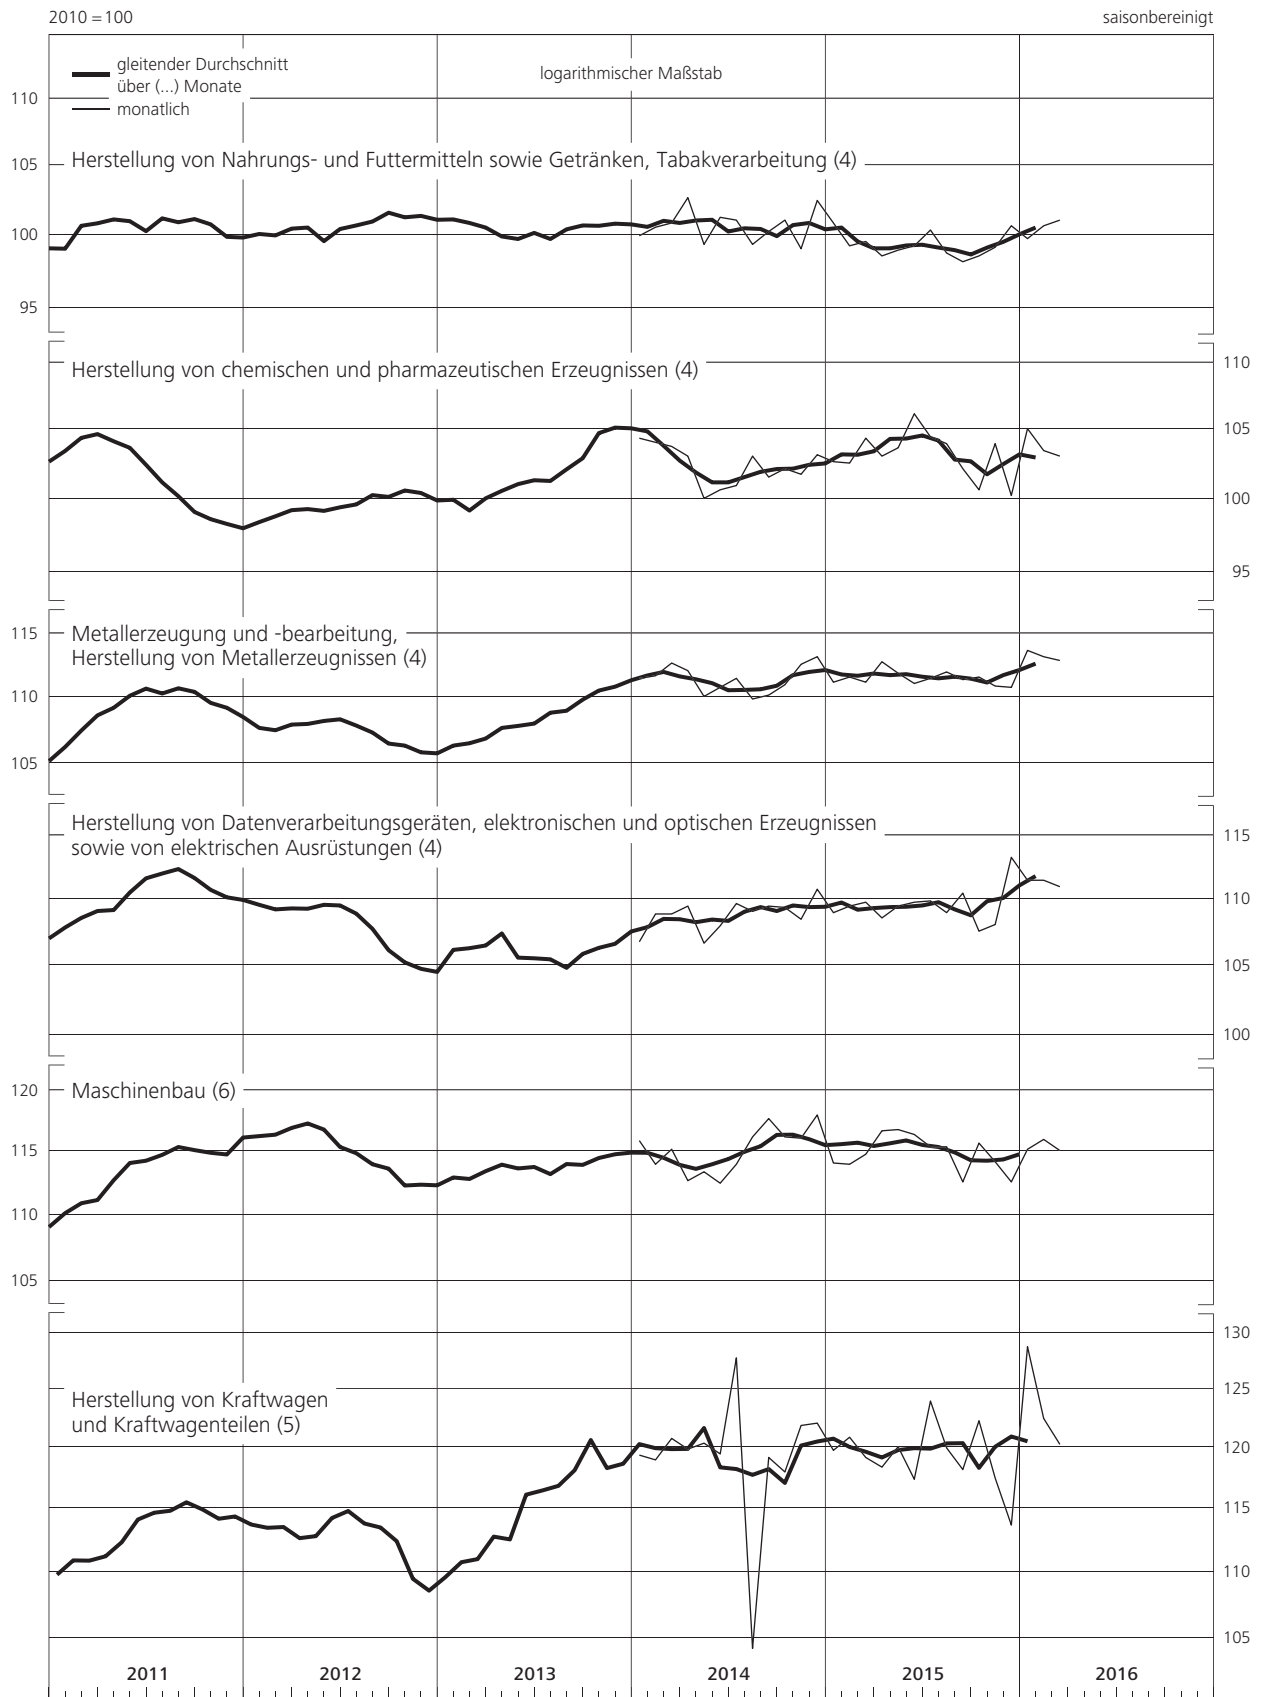 2010 = 100
saisonbereinigt
gleitender Durchschnitt
über (...) Monate
monatlich
logarithmischer Maßstab
110
105
Herstellung von Nahrungs- und Futtermitteln sowie Getränken, Tabakverarbeitung (4)
100
95
110
Herstellung von chemischen und pharmazeutischen Erzeugnissen (4)
105
100
95
115
Metallerzeugung und -bearbeitung,
Herstellung von Metallerzeugnissen (4)
110
105
Herstellung von Datenverarbeitungsgeräten, elektronischen und optischen Erzeugnissen
115
sowie von elektrischen Ausrüstungen (4)
110
105
100
120
Maschinenbau (6)
115
110
105
130
125
Herstellung von Kraftwagen
und Kraftwagenteilen (5)
120
115
110
105
2011 2012 2013 2014 2015 2016